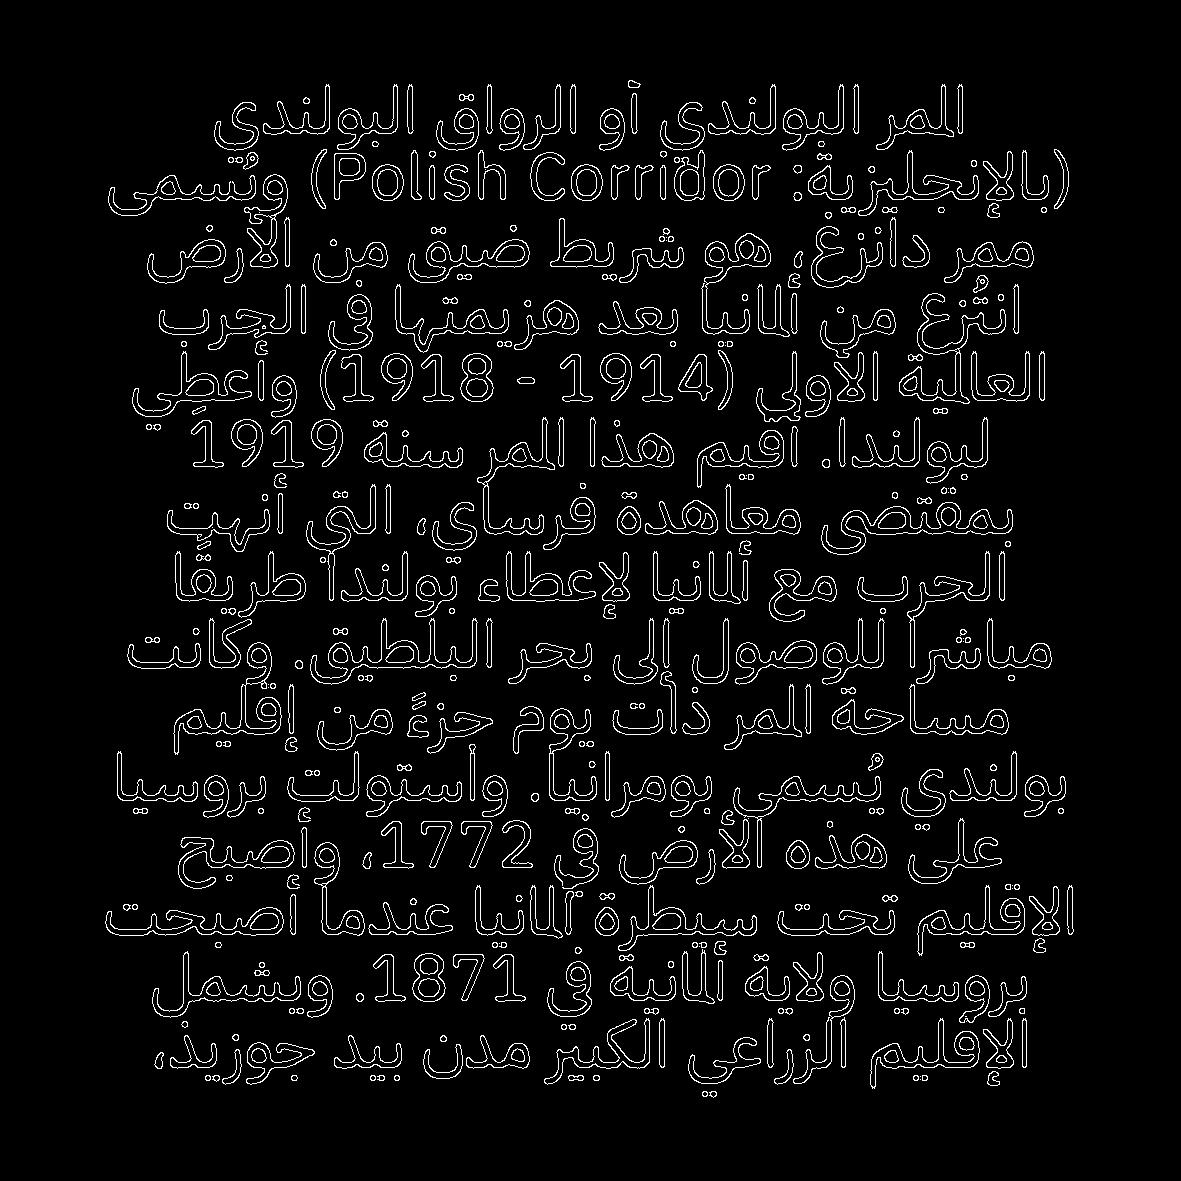 الممر البولندي أو الرواق البولندي
(بالإنجليزية: Polish Corridor) ويُسمى
ممر دانزغ، هو شريط ضيق من الأرض
انتُزع من ألمانيا بعد هزيمتها في الحرب
العالمية الأولى (1914 - 1918) وأعطِي
لبولندا. أقيم هذا الممر سنة 1919
بمقتضى معاهدة فرساي، التي أنهت
الحرب مع ألمانيا لإعطاء بولندا طريقًا
مباشرا للوصول إلى بحر البلطيق. وكانت
مساحة الممر ذات يوم جزءً من إقليم
بولندي يُسمى بومرانيا. واستولت بروسيا
على هذه الأرض في 1772، وأصبح
الإقليم تحت سيطرة ألمانيا عندما أصبحت
بروسيا ولاية ألمانية في 1871. ويشمل
الإقليم الزراعي الكبير مدن بيد جوزيذ،